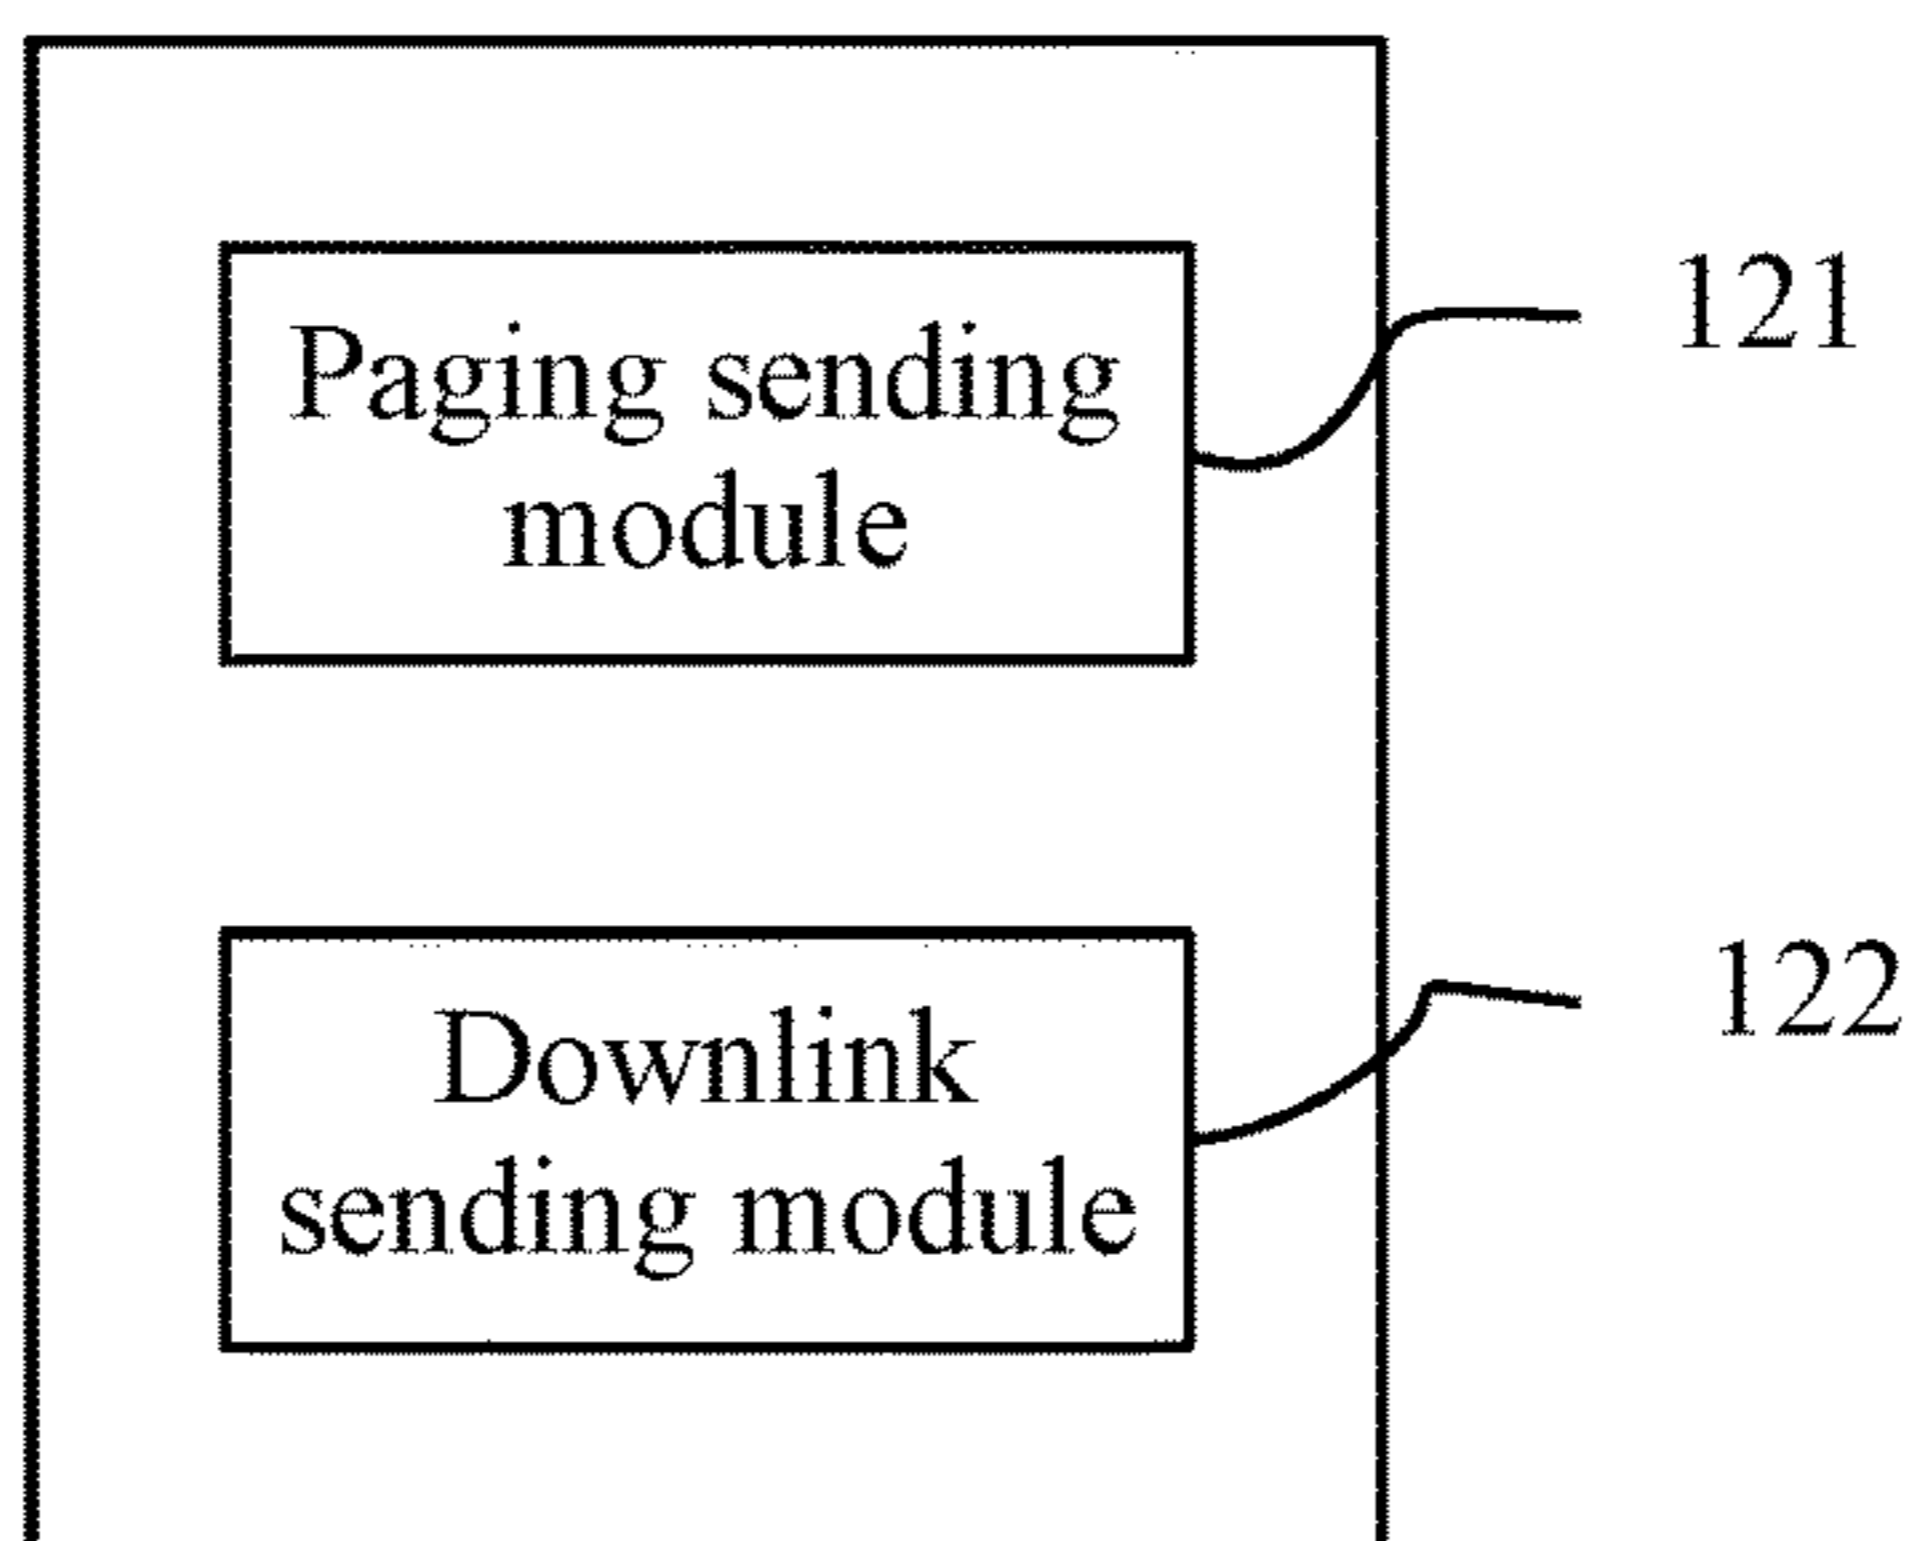 Paging sending
module
121
Downlink
sending module
122